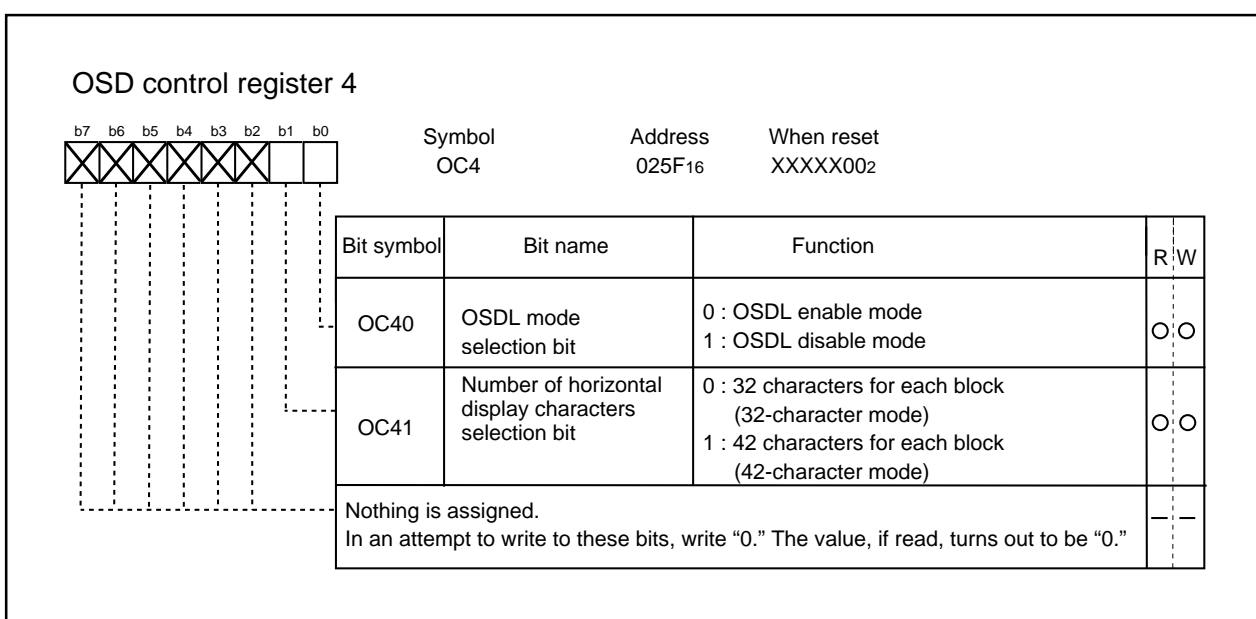 OSD control register 4
b7 b6 b5 b4 b3 b2 b1 b0
Symbol Address When reset
OC4 025F16 XXXXX002
Bit symbol Bit name Function R W
OC40 OSDL mode selection bit 0 : OSDL enable mode
1 : OSDL disable mode
OC41 Number of horizontal
display characters
selection bit
0 : 32 characters for each block
(32-character mode)
1 : 42 characters for each block
(42-character mode)
Nothing is assigned.
In an attempt to write to these bits, write “0.” The value, if read, turns out to be “0.”